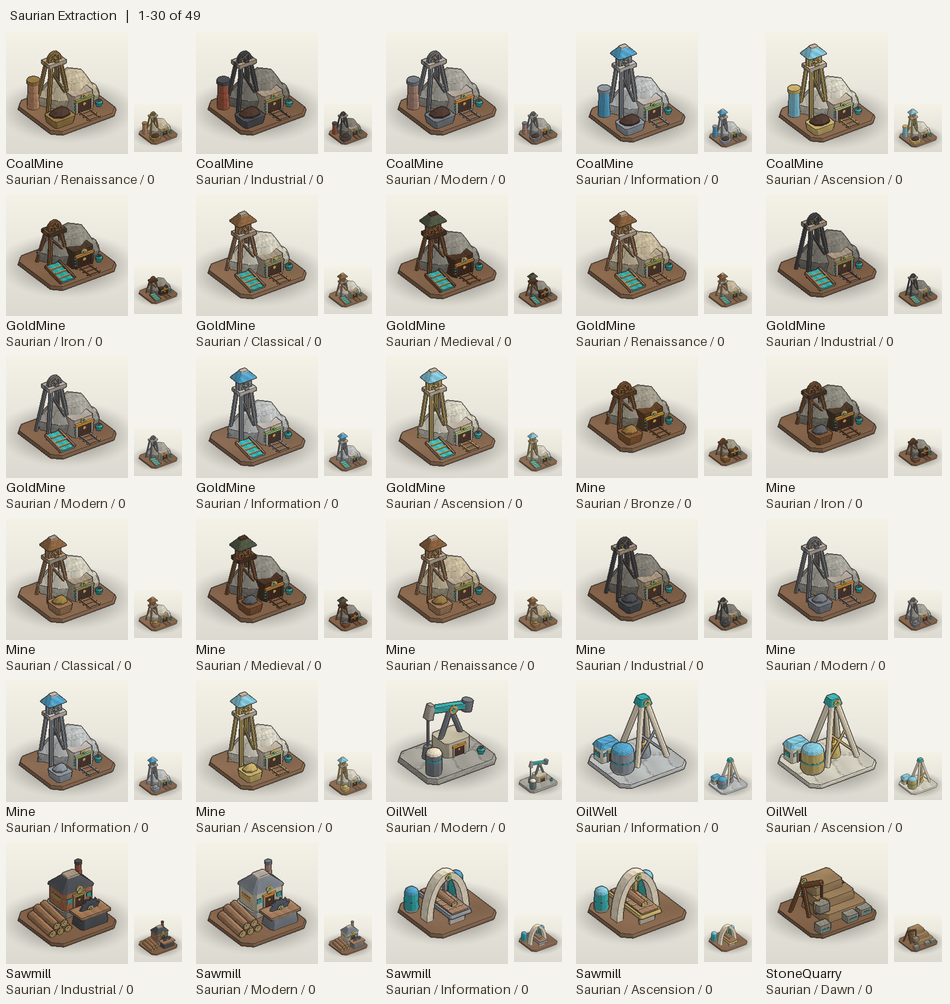 Saurian Extraction | 1-30 of 49
CoalMine
Saurian / Renaissance / 0
CoalMine
Saurian / Industrial / 0
CoalMine
Saurian / Modern / 0
CoalMine
Saurian / Information / 0
CoalMine
Saurian / Ascension / 0
GoldMine
Saurian / Iron / 0
GoldMine
Saurian / Classical / 0
GoldMine
Saurian / Medieval / 0
GoldMine
Saurian / Renaissance / 0
GoldMine
Saurian / Industrial / 0
GoldMine
Saurian / Modern / 0
GoldMine
Saurian / Information / 0
GoldMine
Saurian / Ascension / 0
Mine
Saurian / Bronze / 0
Mine
Saurian / Iron / 0
Mine
Saurian / Classical / 0
Mine
Saurian / Medieval / 0
Mine
Saurian / Renaissance / 0
Mine
Saurian / Industrial / 0
Mine
Saurian / Modern / 0
Mine
Saurian / Information / 0
Mine
Saurian / Ascension / 0
OilWell
Saurian / Modern / 0
OilWell
Saurian / Information / 0
OilWell
Saurian / Ascension / 0
Sawmill
Saurian / Industrial / 0
Sawmill
Saurian / Modern / 0
Sawmill
Saurian / Information / 0
Sawmill
Saurian / Ascension / 0
StoneQuarry
Saurian / Dawn / 0